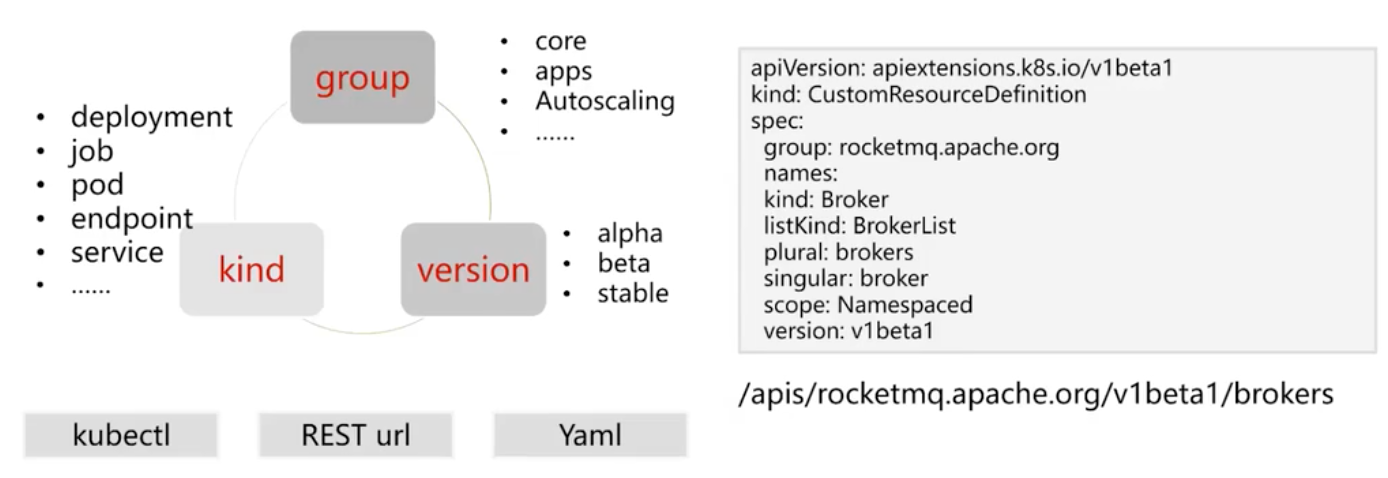 group
• core
• apps
• Autoscaling
• ......
• deployment
• job
• pod
• endpoint
• service
• ......
kind
version
• alpha
• beta
• stable
kubectl
REST url
Yaml
apiVersion: apiextensions.k8s.io/v1beta1
kind: CustomResourceDefinition
spec:
  group: rocketmq.apache.org
  names:
  kind: Broker
  listKind: BrokerList
  plural: brokers
  singular: broker
  scope: Namespaced
  version: v1beta1
/apis/rocketmq.apache.org/v1beta1/brokers